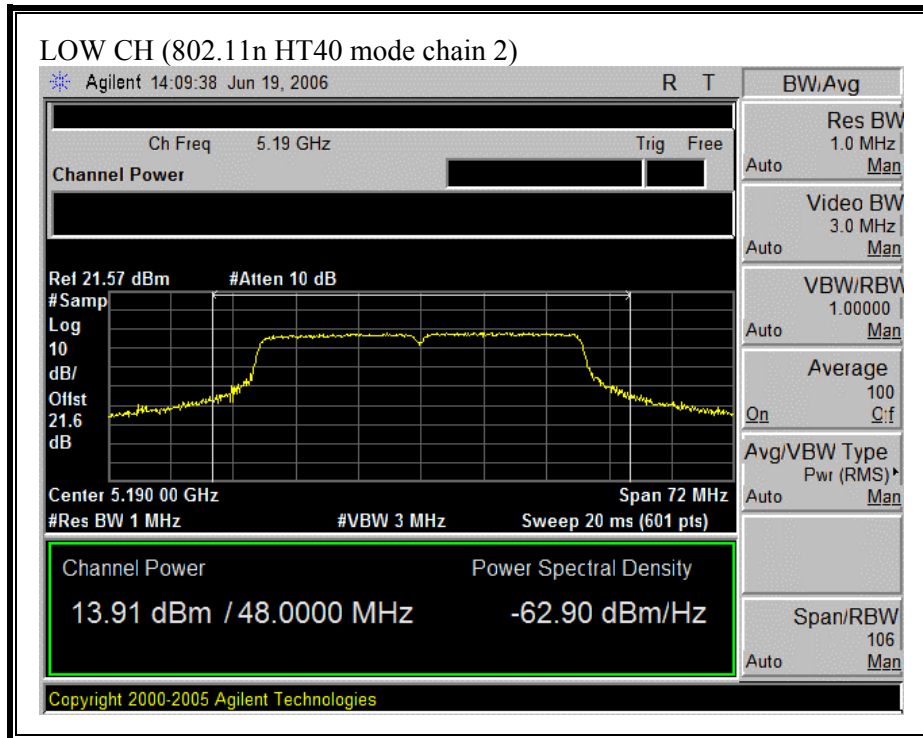 LOW CH (802.11n HT40 mode chain 2)
Agilent 14:09:38 Jun 19, 2006 R T
Ch Freq 5.19 GHz Trig Free
Channel Power
Ref 21.57 dBm #Atten 10 dB
#Samp
Log
10
dB/
Offst
21.6
dB
Center 5.190 00 GHz Span 72 MHz
#Res BW 1 MHz #VBW 3 MHz Sweep 20 ms (601 pts)
Channel Power Power Spectral Density
13.91 dBm / 48.0000 MHz -62.90 dBm/Hz
Copyright 2000-2005 Agilent Technologies
BW/Avg
Res BW
1.0 MHz
Auto Man
Video BW
3.0 MHz
Auto Man
VBW/RBW
1.00000
Auto Man
Average
100
On Off
Avg/VBW Type
Pwr (RMS)
Auto Man
Span/RBW
106
Auto Man